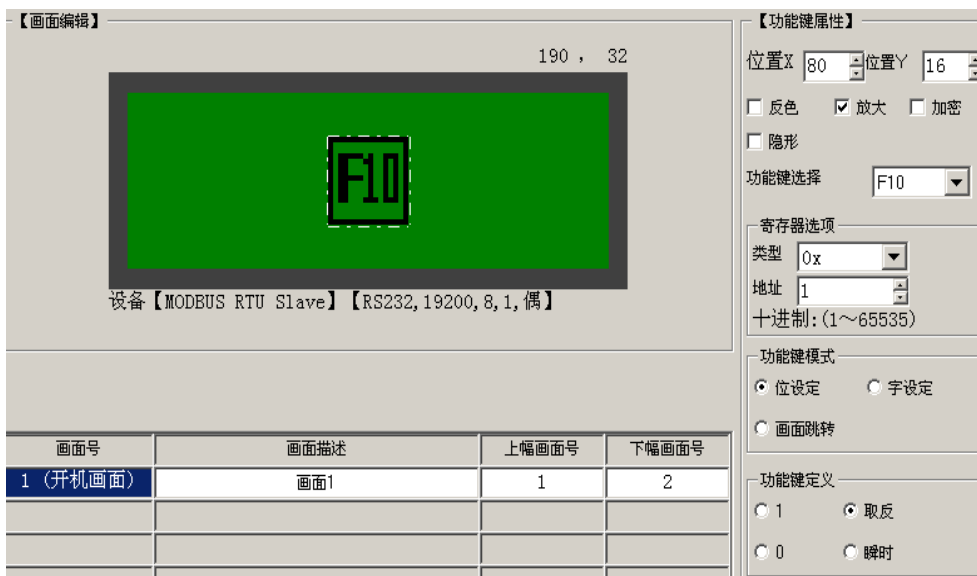 【画面编辑】
190 ， 32
F10
设备【MODBUS RTU Slave】【RS232,19200,8,1,偶】
画面号 画面描述 上幅画面号 下幅画面号
1 (开机画面) 画面1 1 2
【功能键属性】
位置X 80 位置Y 16
反色 放大 加密
隐形
功能键选择 F10
寄存器选项
类型 0x
地址 1
十进制:(1～65535)
功能键模式
位设定 字设定
画面跳转
功能键定义
1 取反
0 瞬时